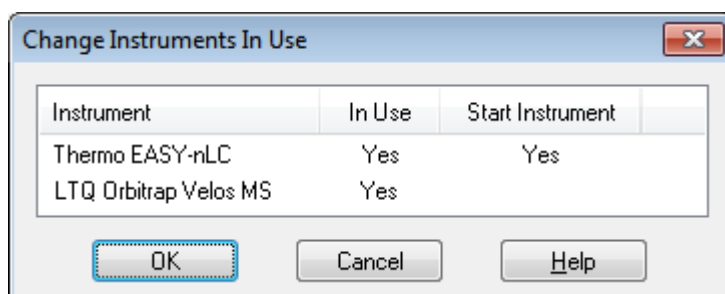 Change Instruments In Use
Instrument In Use Start Instrument
Thermo EASY-nLC Yes Yes
LTQ Orbitrap Velos MS Yes
OK Cancel Help